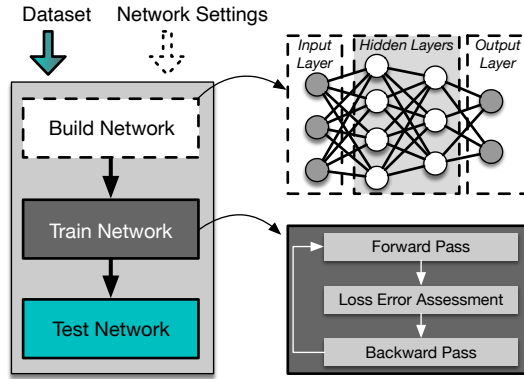 Dataset
Network Settings
Build Network
Train Network
Test Network
Input
Layer
Hidden Layers
Output
Layer
Forward Pass
Loss Error Assessment
Backward Pass